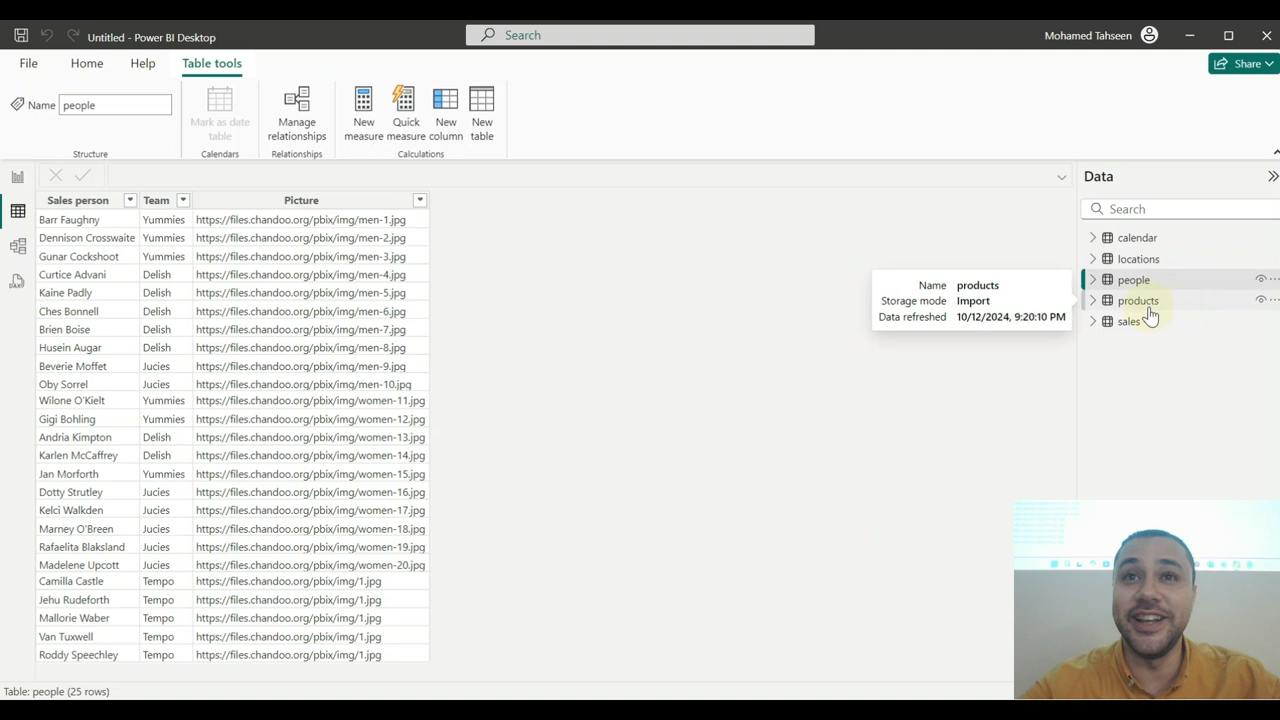 Untitled - Power BI Desktop
Search
Mohamed Tahseen
File Home Help Table tools
Share
Name people
Mark as date table
Manage relationships
New measure
Quick measure
New column
New table
Structure
Calendars
Relationships
Calculations
Sales person Team Picture
Barr Faughny Yummies https://files.chandoo.org/pbix/img/men-1.jpg
Dennison Crosswaite Yummies https://files.chandoo.org/pbix/img/men-2.jpg
Gunar Cockshoot Yummies https://files.chandoo.org/pbix/img/men-3.jpg
Curtice Advani Delish https://files.chandoo.org/pbix/img/men-4.jpg
Kaine Padly Delish https://files.chandoo.org/pbix/img/men-5.jpg
Ches Bonnell Delish https://files.chandoo.org/pbix/img/men-6.jpg
Brien Boise Delish https://files.chandoo.org/pbix/img/men-7.jpg
Husein Augar Delish https://files.chandoo.org/pbix/img/men-8.jpg
Beverie Moffet Jucies https://files.chandoo.org/pbix/img/men-9.jpg
Oby Sorrel Jucies https://files.chandoo.org/pbix/img/men-10.jpg
Wilone O'Kielt Yummies https://files.chandoo.org/pbix/img/women-11.jpg
Gigi Bohling Yummies https://files.chandoo.org/pbix/img/women-12.jpg
Andria Kimpton Delish https://files.chandoo.org/pbix/img/women-13.jpg
Karlen McCaffrey Delish https://files.chandoo.org/pbix/img/women-14.jpg
Jan Morforth Yummies https://files.chandoo.org/pbix/img/women-15.jpg
Dotty Strutley Jucies https://files.chandoo.org/pbix/img/women-16.jpg
Kelci Walkden Jucies https://files.chandoo.org/pbix/img/women-17.jpg
Marney O'Breen Jucies https://files.chandoo.org/pbix/img/women-18.jpg
Rafaelita Blaksland Jucies https://files.chandoo.org/pbix/img/women-19.jpg
Madelene Upcott Jucies https://files.chandoo.org/pbix/img/women-20.jpg
Camilla Castle Tempo https://files.chandoo.org/pbix/img/1.jpg
Jehu Rudeforth Tempo https://files.chandoo.org/pbix/img/1.jpg
Mallorie Waber Tempo https://files.chandoo.org/pbix/img/1.jpg
Van Tuxwell Tempo https://files.chandoo.org/pbix/img/1.jpg
Roddy Speechley Tempo https://files.chandoo.org/pbix/img/1.jpg
Name products
Storage mode Import
Data refreshed 10/12/2024, 9:20:10 PM
Data
Search
calendar
locations
people
products
sales
Table: people (25 rows)